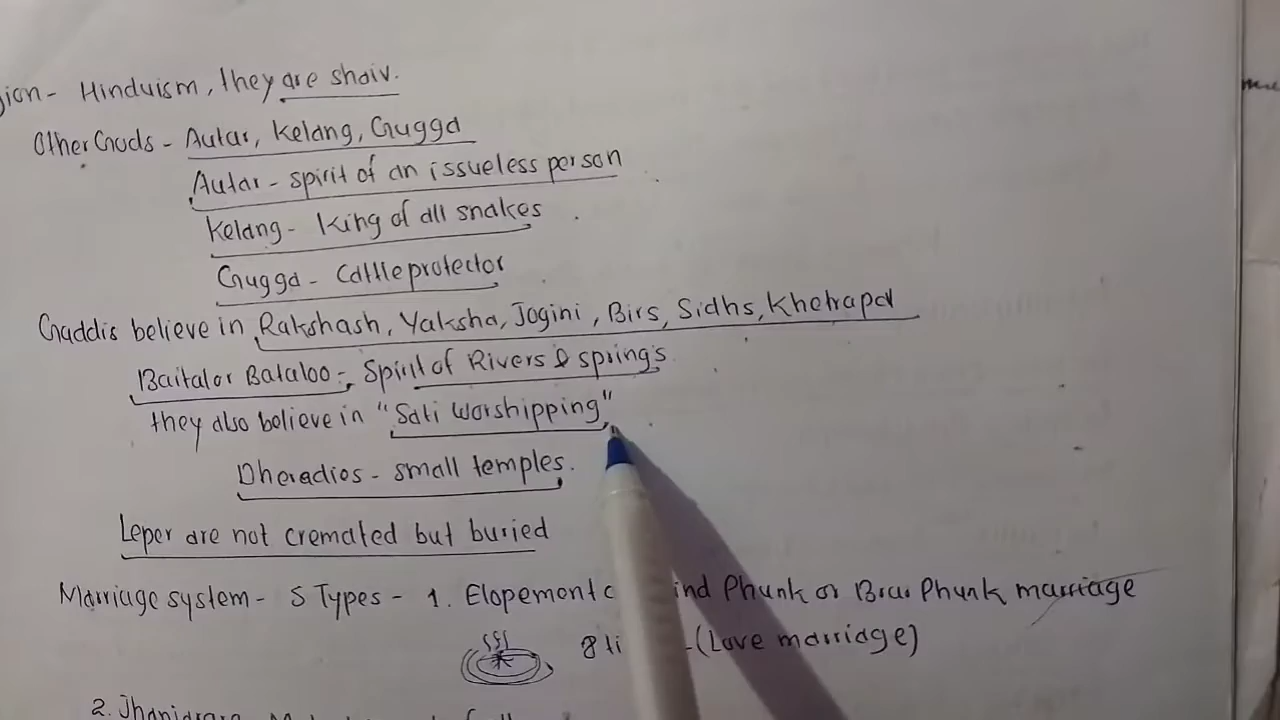 gion- Hinduism, they are shaiv.
Other Gods - Autar, Kelang, Gugga
Autar - spirit of an issueless person
Kelang - King of all snakes
Gugga - Cattle protector
Gaddis believe in Rakshash, Yaksha, Jogini, Birs, Sidhs, Khetrapal
Baital or Bataloo - Spirit of Rivers & springs
they also believe in "Sati Worshipping"
Dheradios - small temples.
Leper are not cremated but buried
Marriage system - 5 Types - 1. Elopement Phunk or Brar Phunk marriage
(Love marriage)
2.